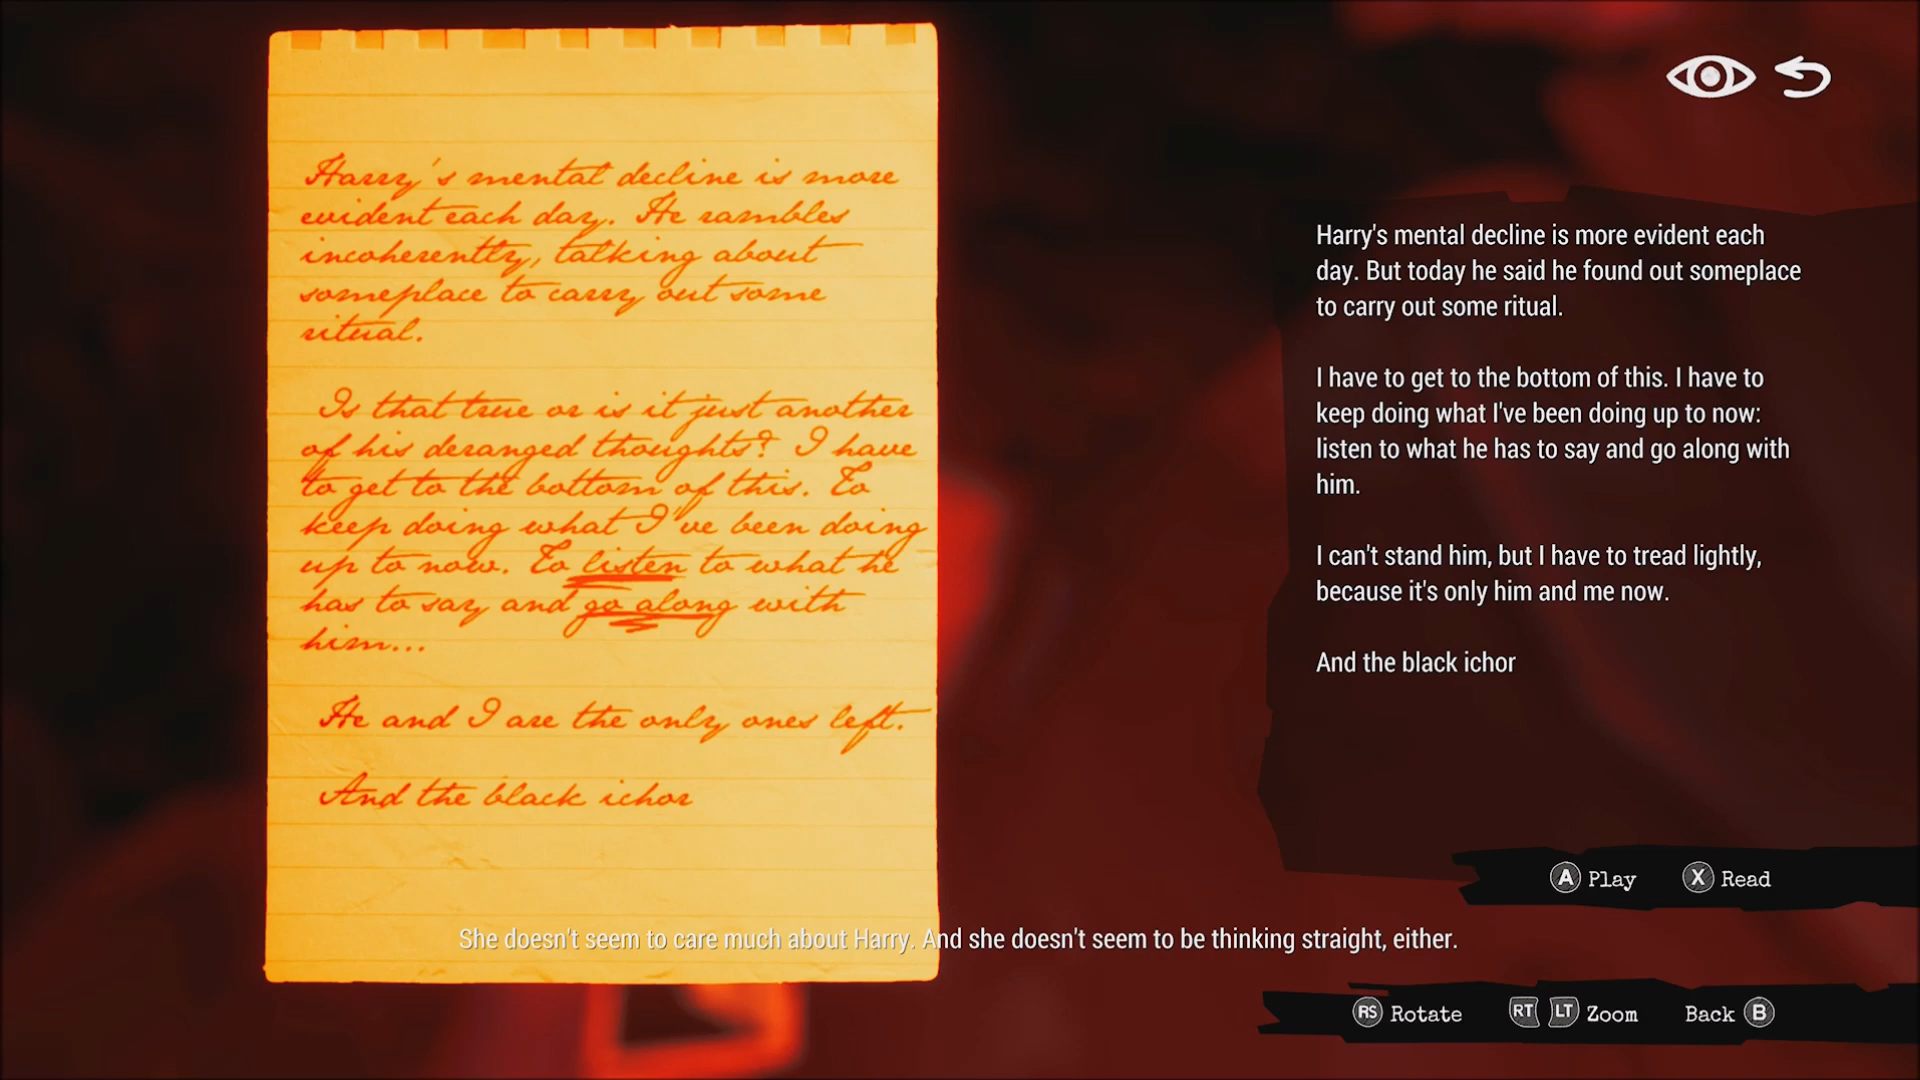 Harry's mental decline is more
evident each day. He rambles
incoherently, talking about
someplace to carry out some
ritual.
Is that true or is it just another
of his deranged thoughts? I have
to get to the bottom of this. To
keep doing what I've been doing
up to now. To listen to what he
has to say and go along with
him...
He and I are the only ones left.
And the black ichor
Harry's mental decline is more evident each
day. But today he said he found out someplace
to carry out some ritual.
I have to get to the bottom of this. I have to
keep doing what I've been doing up to now:
listen to what he has to say and go along with
him.
I can't stand him, but I have to tread lightly,
because it's only him and me now.
And the black ichor
A Play X Read
She doesn't seem to care much about Harry. And she doesn't seem to be thinking straight, either.
RS Rotate RT LT Zoom Back B